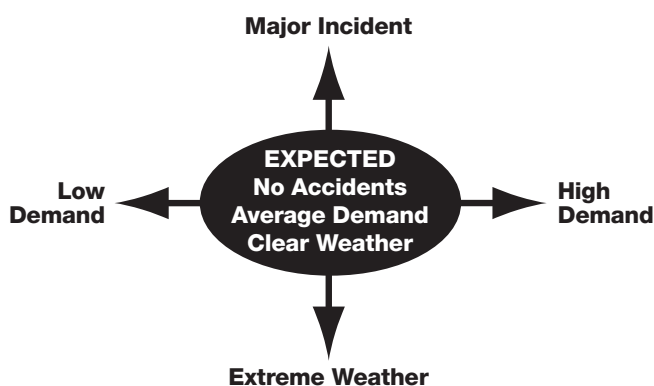 Major Incident
EXPECTED
No Accidents
Average Demand
Clear Weather
Low
Demand
High
Demand
Extreme Weather